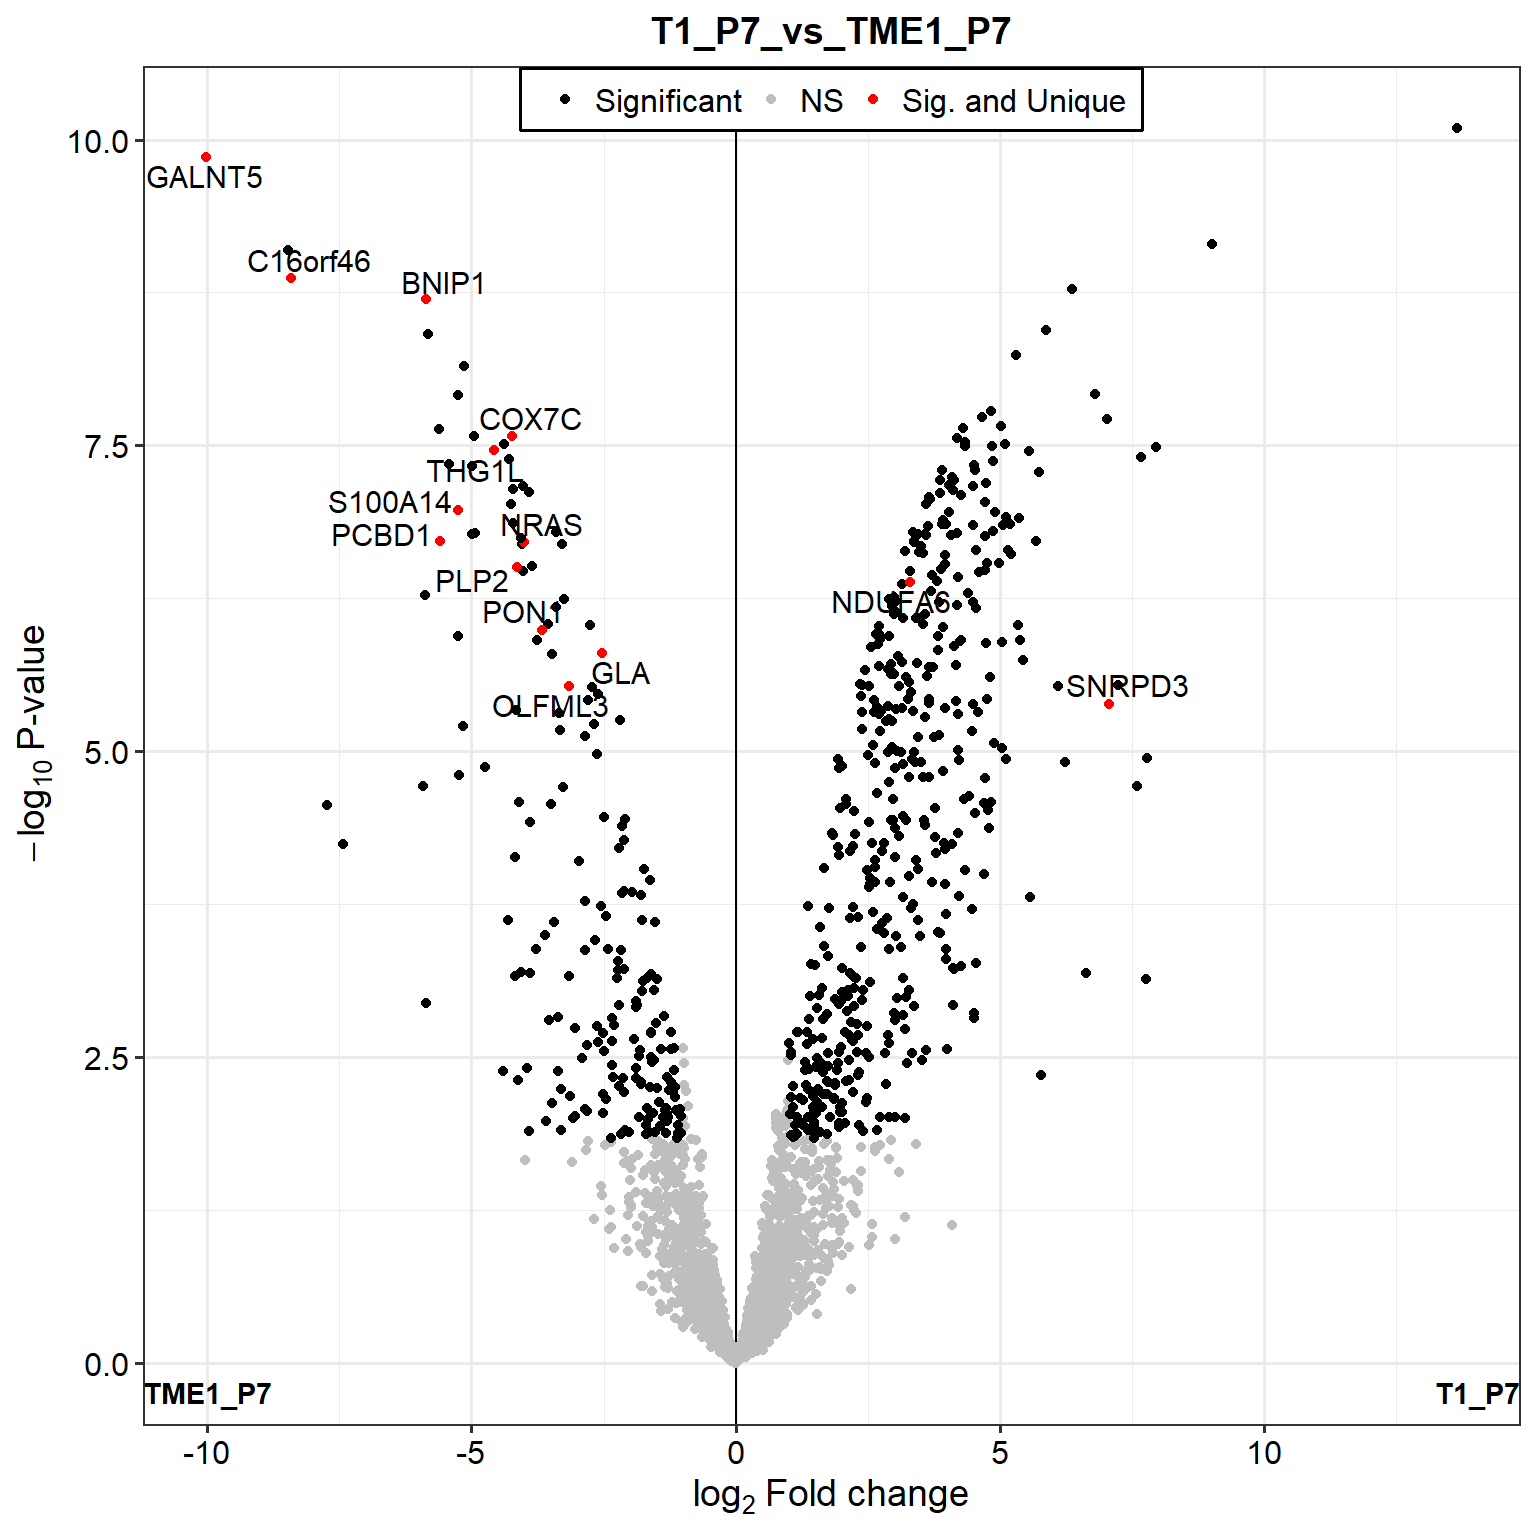 T1_P7_vs_TME1_P7
Significant NS Sig. and Unique
10.0
7.5
5.0
2.5
0.0
−log10 P-value
GALNT5
C16orf46
BNIP1
COX7C
THG1L
S100A14
NRAS
PCBD1
PLP2
NDUFA6
PON1
GLA
SNRPD3
OLFML3
TME1_P7 T1_P7
-10 -5 0 5 10
log2 Fold change